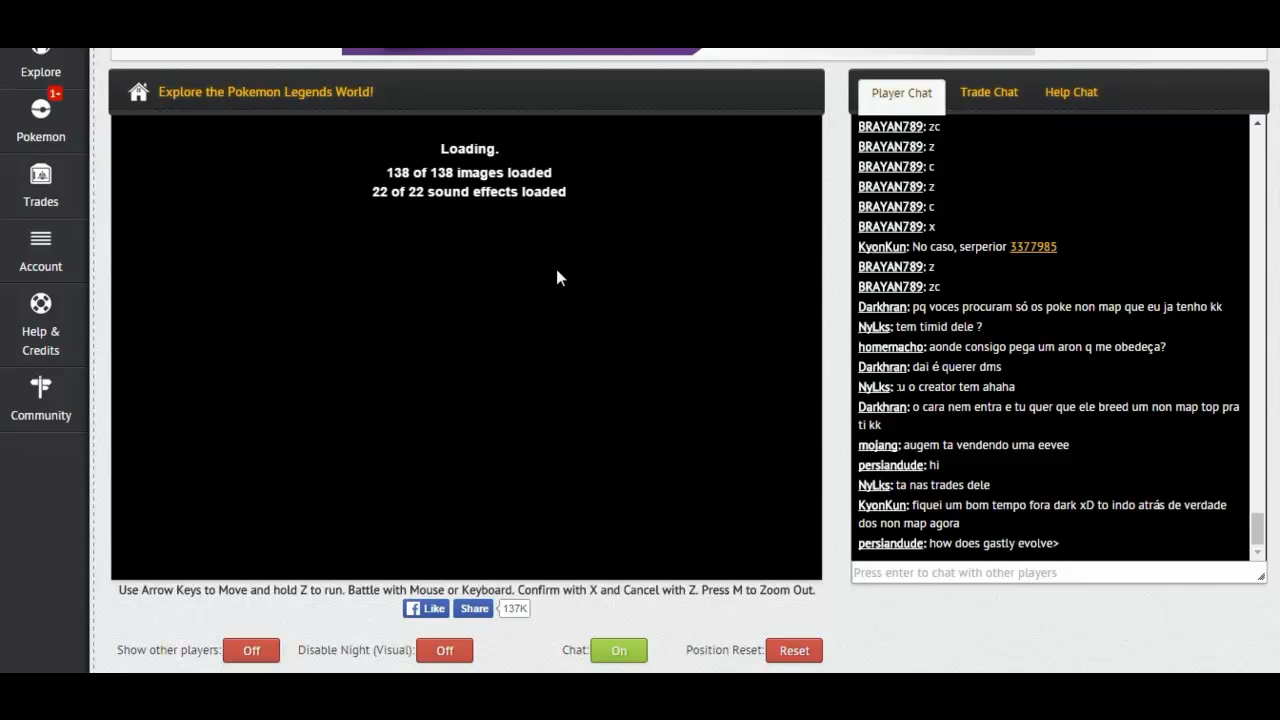 Explore
1+
Pokemon
Trades
Account
Help &
Credits
Community
Explore the Pokemon Legends World!
Loading.
138 of 138 images loaded
22 of 22 sound effects loaded
Use Arrow Keys to Move and hold Z to run. Battle with Mouse or Keyboard. Confirm with X and Cancel with Z. Press M to Zoom Out.
Like Share 137K
Show other players: Off Disable Night (Visual): Off Chat: On Position Reset: Reset
Player Chat Trade Chat Help Chat
BRAYAN789: zc
BRAYAN789: z
BRAYAN789: c
BRAYAN789: z
BRAYAN789: c
BRAYAN789: x
KyonKun: No caso, serperior 3377985
BRAYAN789: z
BRAYAN789: zc
Darkhran: pq voces procuram só os poke non map que eu ja tenho kk
NyLks: tem timid dele ?
homemacho: aonde consigo pega um aron q me obedeça?
Darkhran: dai é querer dms
NyLks: :u o creator tem ahaha
Darkhran: o cara nem entra e tu quer que ele breed um non map top pra
ti kk
mojang: augem ta vendendo uma eevee
persiandude: hi
NyLks: ta nas trades dele
KyonKun: fiquei um bom tempo fora dark xD to indo atrás de verdade
dos non map agora
persiandude: how does gastly evolve>
Press enter to chat with other players